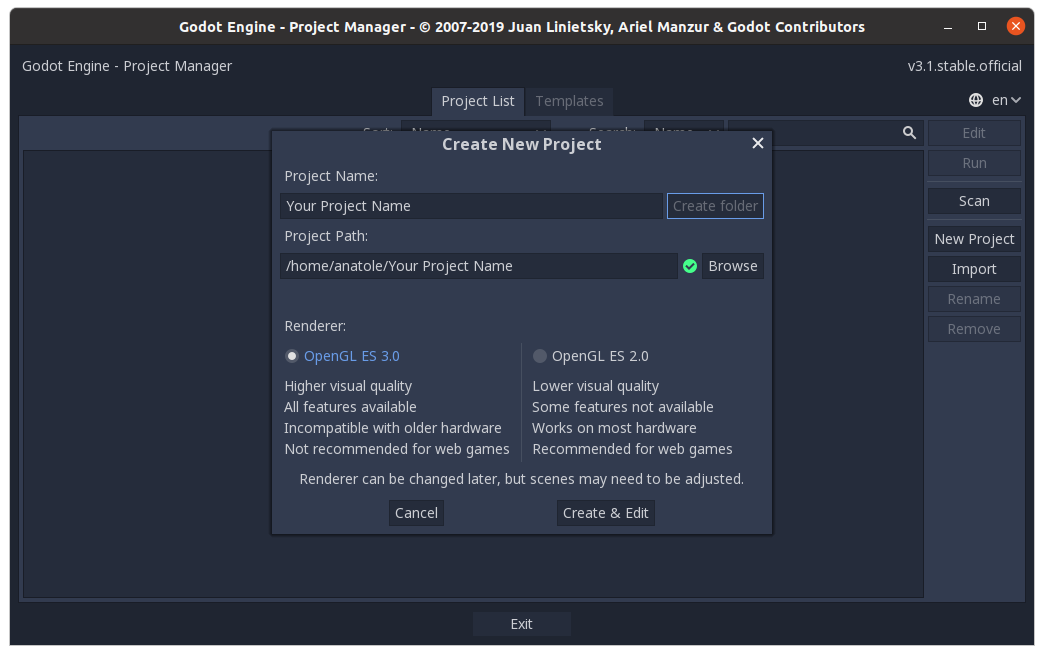 Godot Engine - Project Manager - © 2007-2019 Juan Linietsky, Ariel Manzur & Godot Contributors
Godot Engine - Project Manager
v3.1.stable.official
Project List
Templates
en
Sort:
Name
Search:
Name
Edit
Run
Scan
New Project
Import
Rename
Remove
Create New Project
Project Name:
Your Project Name
Create folder
Project Path:
/home/anatole/Your Project Name
Browse
Renderer:
OpenGL ES 3.0
Higher visual quality
All features available
Incompatible with older hardware
Not recommended for web games
OpenGL ES 2.0
Lower visual quality
Some features not available
Works on most hardware
Recommended for web games
Renderer can be changed later, but scenes may need to be adjusted.
Cancel
Create & Edit
Exit